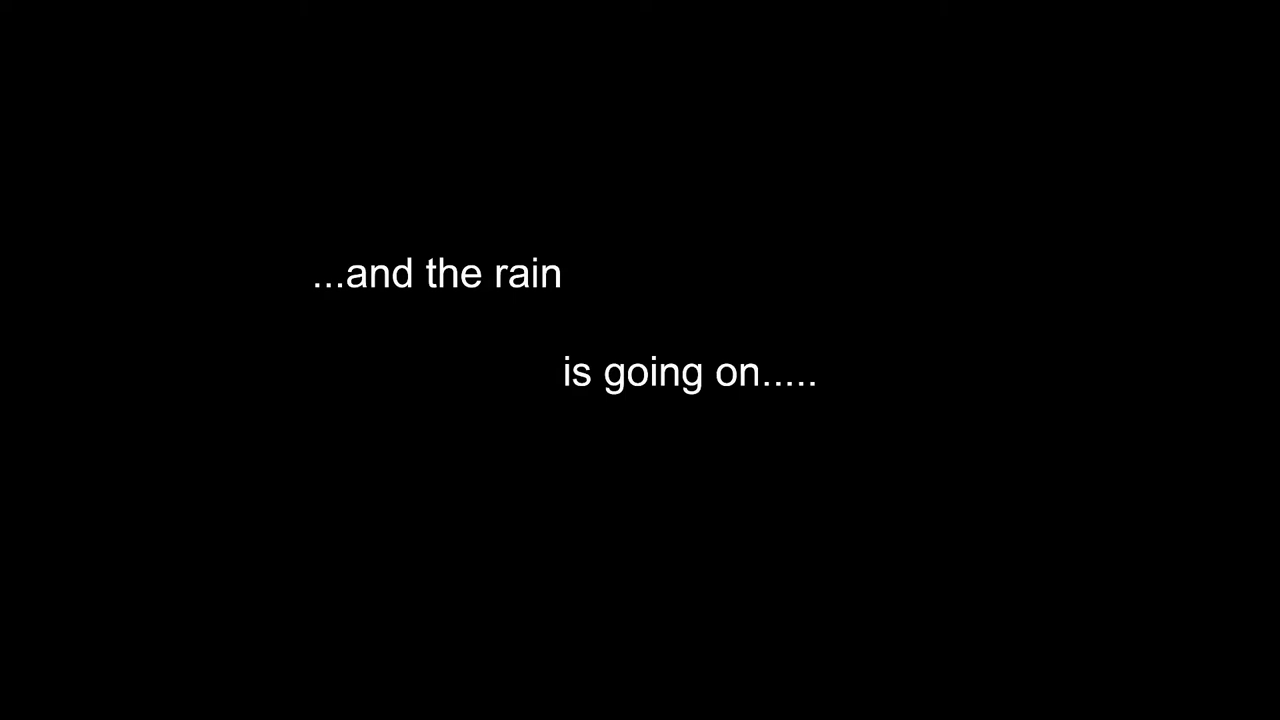 ...and the rain
is going on.....